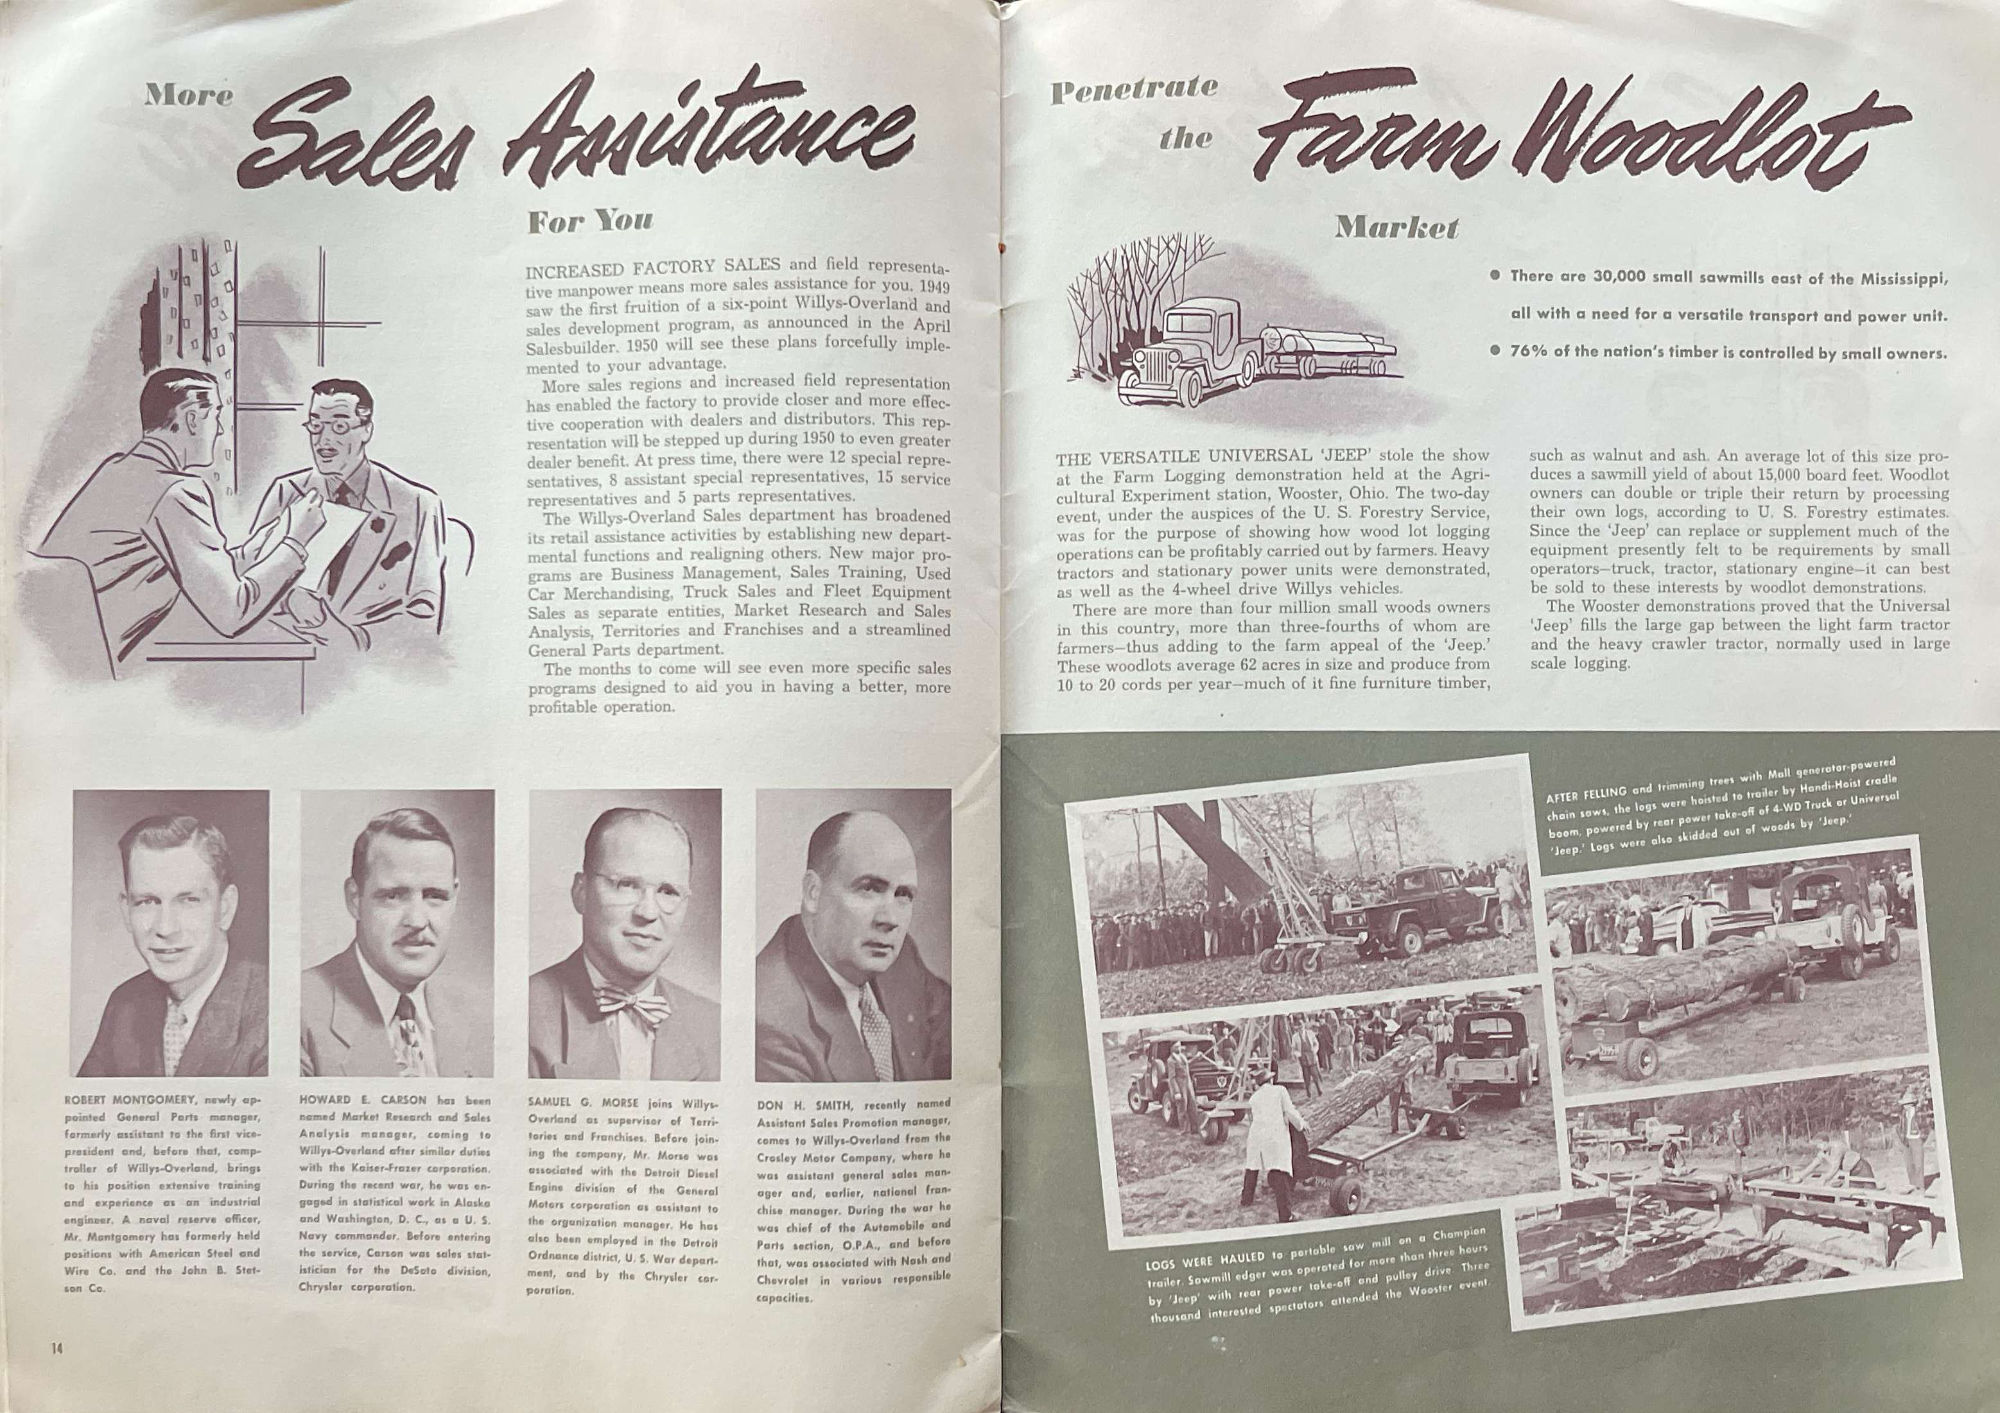 More
Sales Assistance
For You
INCREASED FACTORY SALES and field representa-
tive manpower means more sales assistance for you. 1949
saw the first fruition of a six-point Willys-Overland and
sales development program, as announced in the April
Salesbuilder. 1950 will see these plans forcefully imple-
mented to your advantage.
More sales regions and increased field representation
has enabled the factory to provide closer and more effec-
tive cooperation with dealers and distributors. This rep-
resentation will be stepped up during 1950 to even greater
dealer benefit. At press time, there were 12 special repre-
sentatives, 8 assistant special representatives, 15 service
representatives and 5 parts representatives.
The Willys-Overland Sales department has broadened
its retail assistance activities by establishing new depart-
mental functions and realigning others. New major pro-
grams are Business Management, Sales Training, Used
Car Merchandising, Truck Sales and Fleet Equipment
Sales as separate entities, Market Research and Sales
Analysis, Territories and Franchises and a streamlined
General Parts department.
The months to come will see even more specific sales
programs designed to aid you in having a better, more
profitable operation.
ROBERT MONTGOMERY, newly ap-
pointed General Parts manager,
formerly assistant to the first vice-
president and, before that, comp-
troller of Willys-Overland, brings
to his position extensive training
and experience as an industrial
engineer. A naval reserve officer,
Mr. Montgomery has formerly held
positions with American Steel and
Wire Co. and the John B. Stet-
son Co.
HOWARD E. CARSON has been
named Market Research and Sales
Analysis manager, coming to
Willys-Overland after similar duties
with the Kaiser-Frazer corporation.
During the recent war, he was en-
gaged in statistical work in Alaska
and Washington, D. C., as a U. S.
Navy commander. Before entering
the service, Carson was sales stat-
istician for the DeSoto division,
Chrysler corporation.
SAMUEL G. MORSE joins Willys-
Overland as supervisor of Terri-
tories and Franchises. Before join-
ing the company, Mr. Morse was
associated with the Detroit Diesel
Engine division of the General
Motors corporation as assistant to
the organization manager. He has
also been employed in the Detroit
Ordnance district, U. S. War depart-
ment, and by the Chrysler cor-
poration.
DON H. SMITH, recently named
Assistant Sales Promotion manager,
comes to Willys-Overland from the
Crosley Motor Company, where he
was assistant general sales man-
ager and, earlier, national fran-
chise manager. During the war he
was chief of the Automobile and
Parts section, O.P.A., and before
that, was associated with Nash and
Chevrolet in various responsible
capacities.
14
Penetrate
the
Farm Woodlot
Market
● There are 30,000 small sawmills east of the Mississippi,
all with a need for a versatile transport and power unit.
● 76% of the nation's timber is controlled by small owners.
THE VERSATILE UNIVERSAL 'JEEP' stole the show
at the Farm Logging demonstration held at the Agri-
cultural Experiment station, Wooster, Ohio. The two-day
event, under the auspices of the U. S. Forestry Service,
was for the purpose of showing how wood lot logging
operations can be profitably carried out by farmers. Heavy
tractors and stationary power units were demonstrated,
as well as the 4-wheel drive Willys vehicles.
There are more than four million small woods owners
in this country, more than three-fourths of whom are
farmers—thus adding to the farm appeal of the 'Jeep.'
These woodlots average 62 acres in size and produce from
10 to 20 cords per year—much of it fine furniture timber,
such as walnut and ash. An average lot of this size pro-
duces a sawmill yield of about 15,000 board feet. Woodlot
owners can double or triple their return by processing
their own logs, according to U. S. Forestry estimates.
Since the 'Jeep' can replace or supplement much of the
equipment presently felt to be requirements by small
operators—truck, tractor, stationary engine—it can best
be sold to these interests by woodlot demonstrations.
The Wooster demonstrations proved that the Universal
'Jeep' fills the large gap between the light farm tractor
and the heavy crawler tractor, normally used in large
scale logging.
AFTER FELLING and trimming trees with Mall generator-powered
chain saws, the logs were hoisted to trailer by Handi-Hoist cradle
boom, powered by rear power take-off of 4-WD Truck or Universal
'Jeep.' Logs were also skidded out of woods by 'Jeep.'
LOGS WERE HAULED to portable saw mill on a Champion
trailer. Sawmill edger was operated for more than three hours
by 'Jeep' with rear power take-off and pulley drive. Three
thousand interested spectators attended the Wooster event.